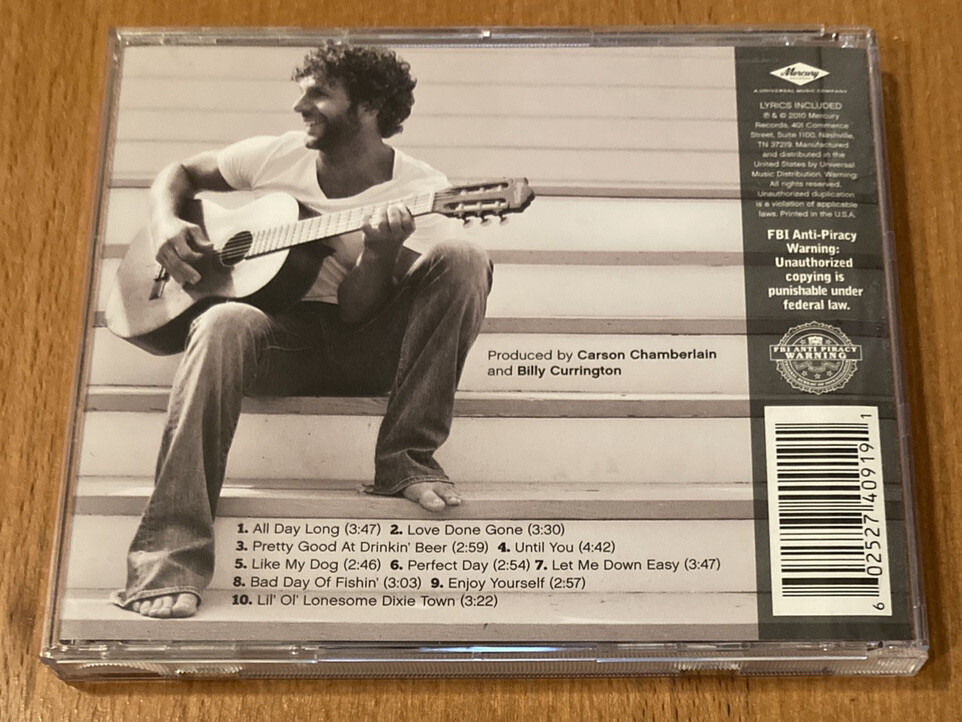 Mercury
A UNIVERSAL MUSIC COMPANY
LYRICS INCLUDED
℗ & © 2010 Mercury
Records, 401 Commerce
Street, Suite 1100, Nashville,
TN 37219. Manufactured
and distributed in the
United States by Universal
Music Distribution. Warning:
All rights reserved.
Unauthorized duplication
is a violation of applicable
laws. Printed in the U.S.A.
FBI Anti-Piracy
Warning:
Unauthorized
copying is
punishable under
federal law.
FBI ANTI PIRACY
WARNING
Produced by Carson Chamberlain
and Billy Currington
6 02527 40919 1
1. All Day Long (3:47) 2. Love Done Gone (3:30)
3. Pretty Good At Drinkin' Beer (2:59) 4. Until You (4:42)
5. Like My Dog (2:46) 6. Perfect Day (2:54) 7. Let Me Down Easy (3:47)
8. Bad Day Of Fishin' (3:03) 9. Enjoy Yourself (2:57)
10. Lil' Ol' Lonesome Dixie Town (3:22)